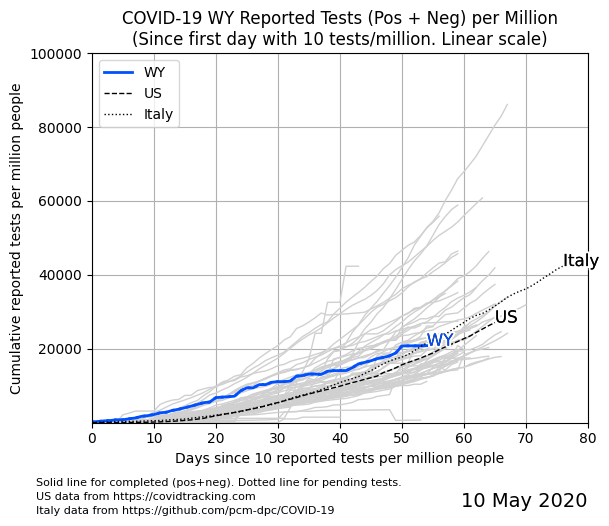 COVID-19 WY Reported Tests (Pos + Neg) per Million
(Since first day with 10 tests/million. Linear scale)
Cumulative reported tests per million people
100000
80000
60000
40000
20000
WY
US
Italy
Italy
US
WY
0 10 20 30 40 50 60 70 80
Days since 10 reported tests per million people
Solid line for completed (pos+neg). Dotted line for pending tests.
US data from https://covidtracking.com
Italy data from https://github.com/pcm-dpc/COVID-19
10 May 2020